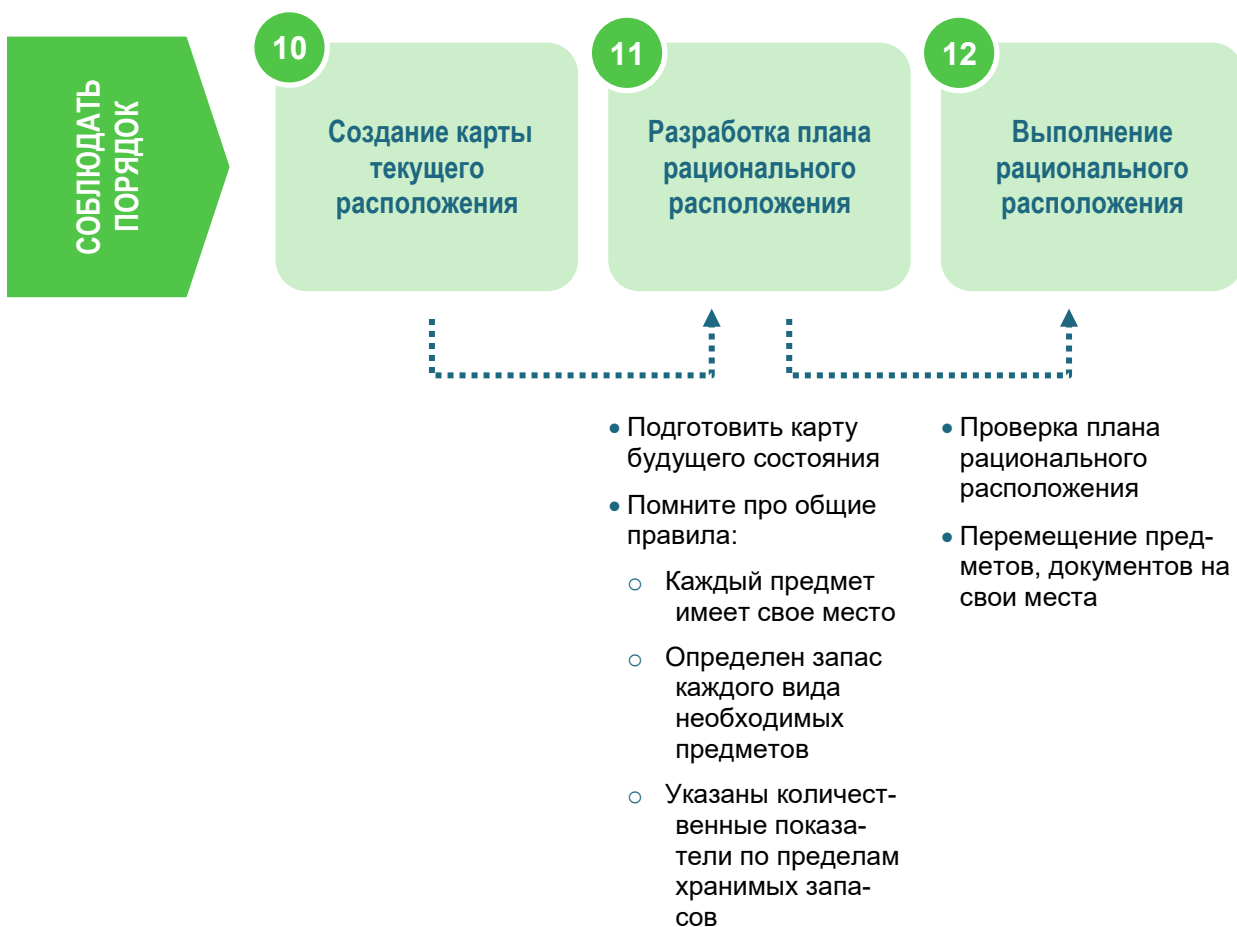 СОБЛЮДАТЬ
ПОРЯДОК
10
Создание карты
текущего
расположения
11
Разработка плана
рационального
расположения
12
Выполнение
рационального
расположения
• Подготовить карту
будущего состояния
• Помните про общие
правила:
o Каждый предмет
имеет свое место
o Определен запас
каждого вида
необходимых
предметов
o Указаны количест-
венные показа-
тели по пределам
хранимых запа-
сов
• Проверка плана
рационального
расположения
• Перемещение пред-
метов, документов на
свои места